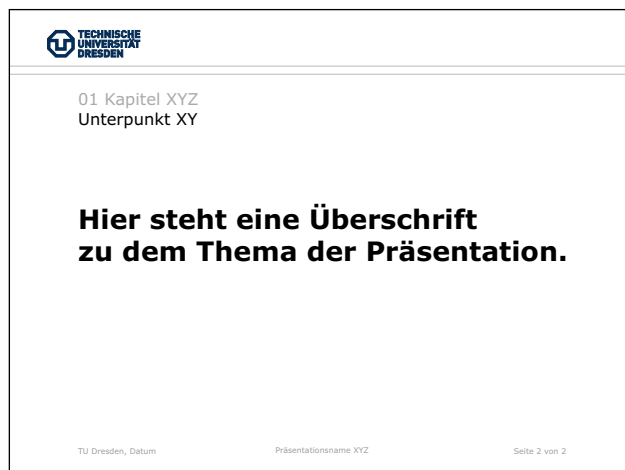 TECHNISCHE
UNIVERSITÄT
DRESDEN
01 Kapitel XYZ
Unterpunkt XY
Hier steht eine Überschrift
zu dem Thema der Präsentation.
TU Dresden, Datum
Präsentationsname XYZ
Seite 2 von 2